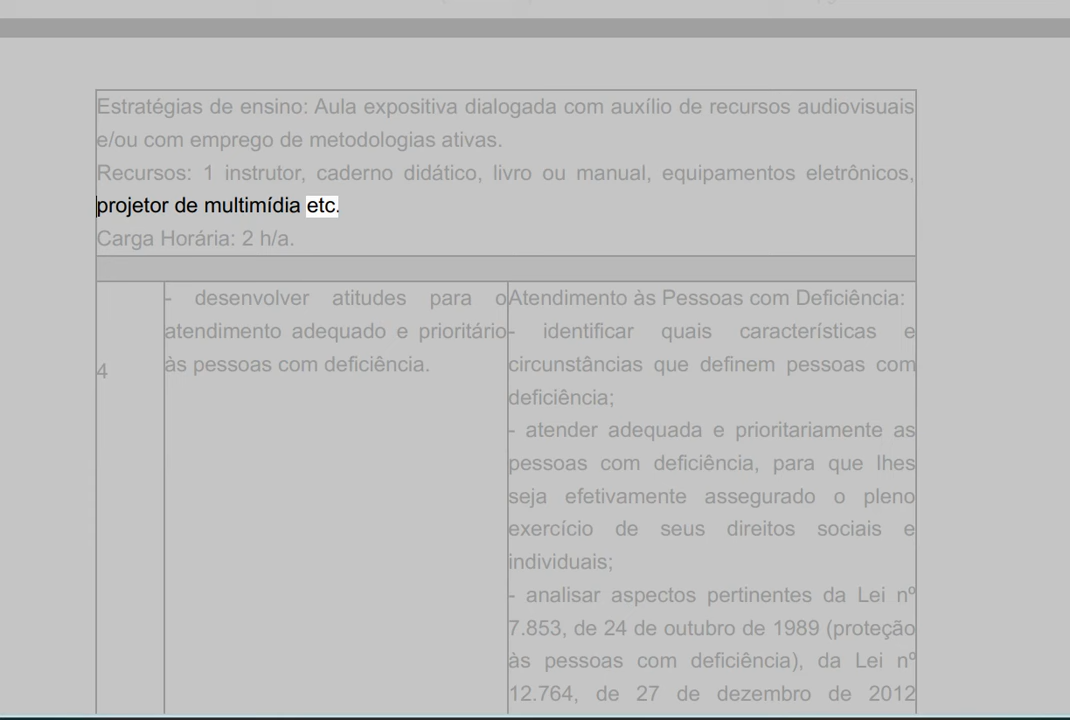 Estratégias de ensino: Aula expositiva dialogada com auxílio de recursos audiovisuais
e/ou com emprego de metodologias ativas.
Recursos: 1 instrutor, caderno didático, livro ou manual, equipamentos eletrônicos,
projetor de multimídia etc.
Carga Horária: 2 h/a.
4
- desenvolver atitudes para o
atendimento adequado e prioritário
às pessoas com deficiência.
Atendimento às Pessoas com Deficiência:
- identificar quais características e
circunstâncias que definem pessoas com
deficiência;
- atender adequada e prioritariamente as
pessoas com deficiência, para que lhes
seja efetivamente assegurado o pleno
exercício de seus direitos sociais e
individuais;
- analisar aspectos pertinentes da Lei nº
7.853, de 24 de outubro de 1989 (proteção
às pessoas com deficiência), da Lei nº
12.764, de 27 de dezembro de 2012